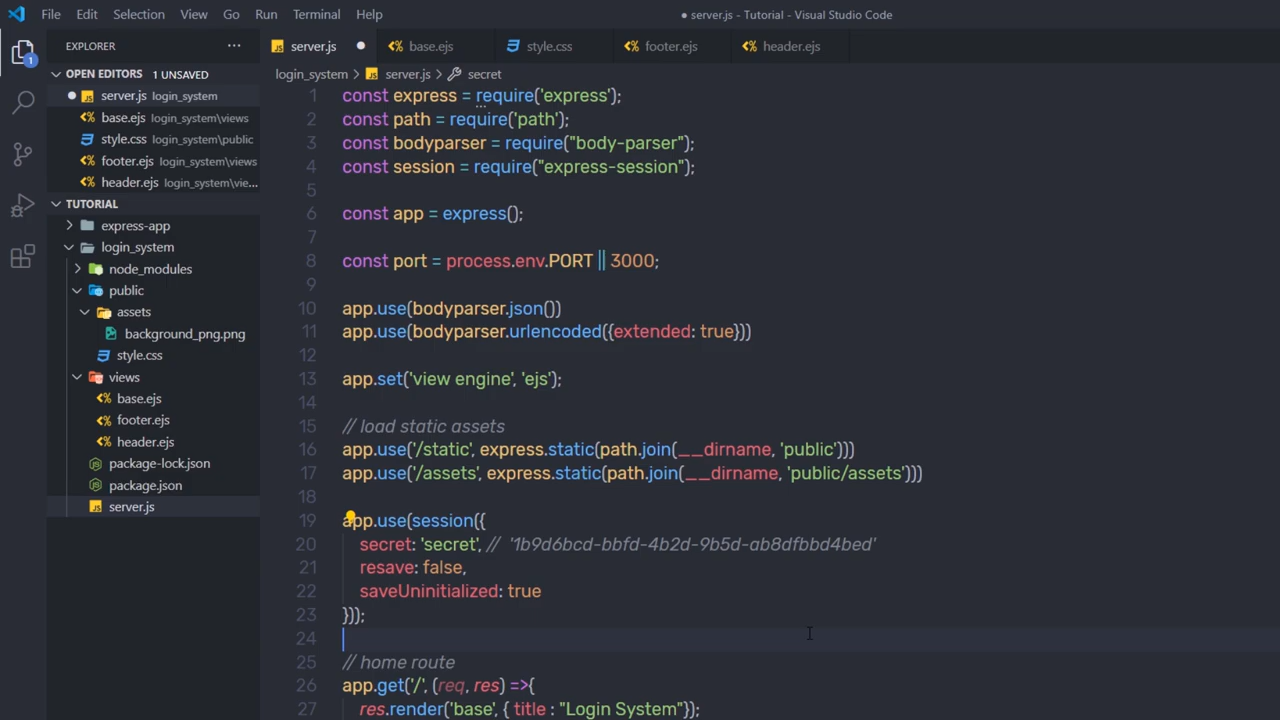 File Edit Selection View Go Run Terminal Help
● server.js - Tutorial - Visual Studio Code
EXPLORER ···
server.js ● base.ejs style.css footer.ejs header.ejs
1
OPEN EDITORS 1 UNSAVED
login_system > server.js > secret
● server.js login_system
base.ejs login_system\views
style.css login_system\public
footer.ejs login_system\views
header.ejs login_system\vie...
TUTORIAL
express-app
login_system
node_modules
public
assets
background_png.png
style.css
views
base.ejs
footer.ejs
header.ejs
package-lock.json
package.json
server.js
1 const express = require('express');
2 const path = require('path');
3 const bodyparser = require("body-parser");
4 const session = require("express-session");
5
6 const app = express();
7
8 const port = process.env.PORT || 3000;
9
10 app.use(bodyparser.json())
11 app.use(bodyparser.urlencoded({extended: true}))
12
13 app.set('view engine', 'ejs');
14
15 // load static assets
16 app.use('/static', express.static(path.join(__dirname, 'public')))
17 app.use('/assets', express.static(path.join(__dirname, 'public/assets')))
18
19 app.use(session({
20 secret: 'secret', // '1b9d6bcd-bbfd-4b2d-9b5d-ab8dfbbd4bed'
21 resave: false,
22 saveUninitialized: true
23 }));
24
25 // home route
26 app.get('/', (req, res) =>{
27 res.render('base', { title : "Login System"});